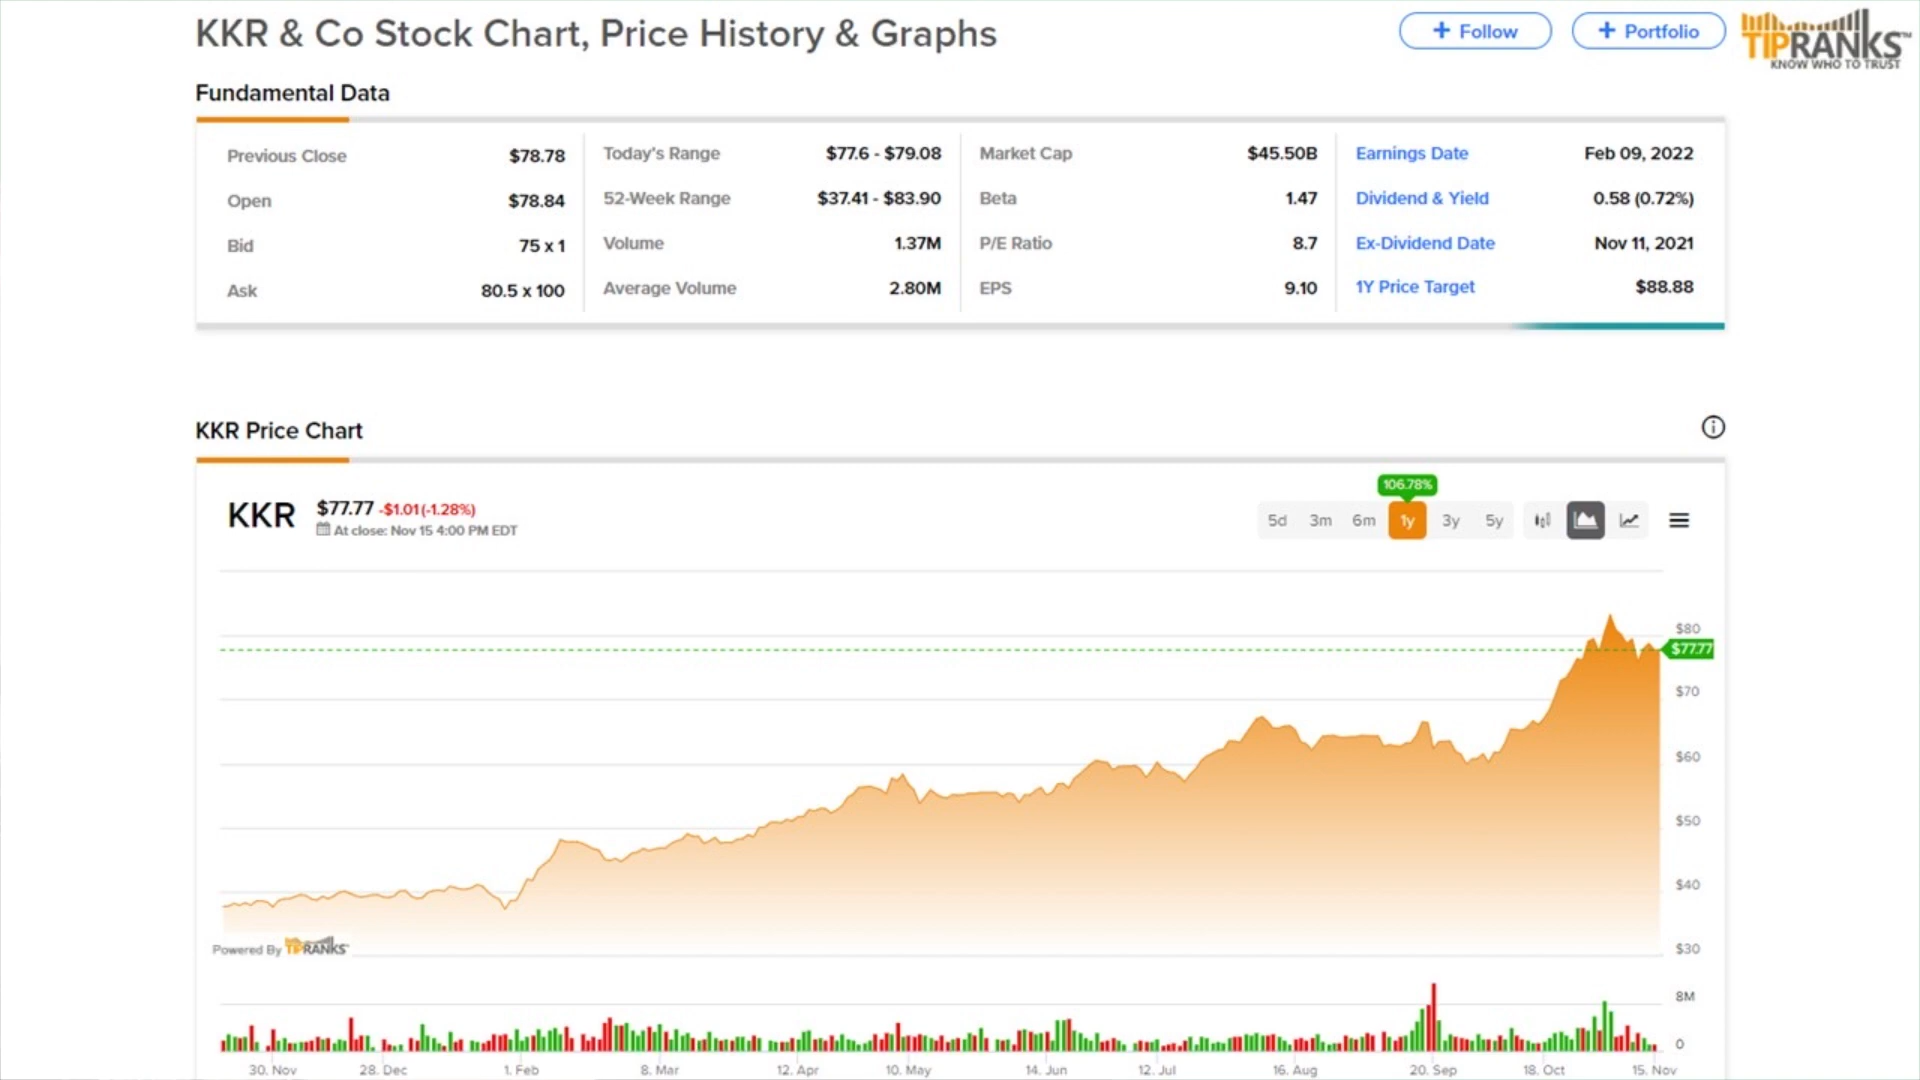 KKR & Co Stock Chart, Price History & Graphs
+ Follow
+ Portfolio
TIPRANKS™
KNOW WHO TO TRUST
Fundamental Data
Previous Close $78.78
Open $78.84
Bid 75 x 1
Ask 80.5 x 100
Today's Range $77.6 - $79.08
52-Week Range $37.41 - $83.90
Volume 1.37M
Average Volume 2.80M
Market Cap $45.50B
Beta 1.47
P/E Ratio 8.7
EPS 9.10
Earnings Date Feb 09, 2022
Dividend & Yield 0.58 (0.72%)
Ex-Dividend Date Nov 11, 2021
1Y Price Target $88.88
KKR Price Chart
106.78%
KKR $77.77 -$1.01 (-1.28%)
At close: Nov 15 4:00 PM EDT
5d 3m 6m 1y 3y 5y
$80
$77.77
$70
$60
$50
$40
$30
Powered By TIPRANKS™
8M
0
30. Nov 28. Dec 1. Feb 8. Mar 12. Apr 10. May 14. Jun 12. Jul 16. Aug 20. Sep 18. Oct 15. Nov